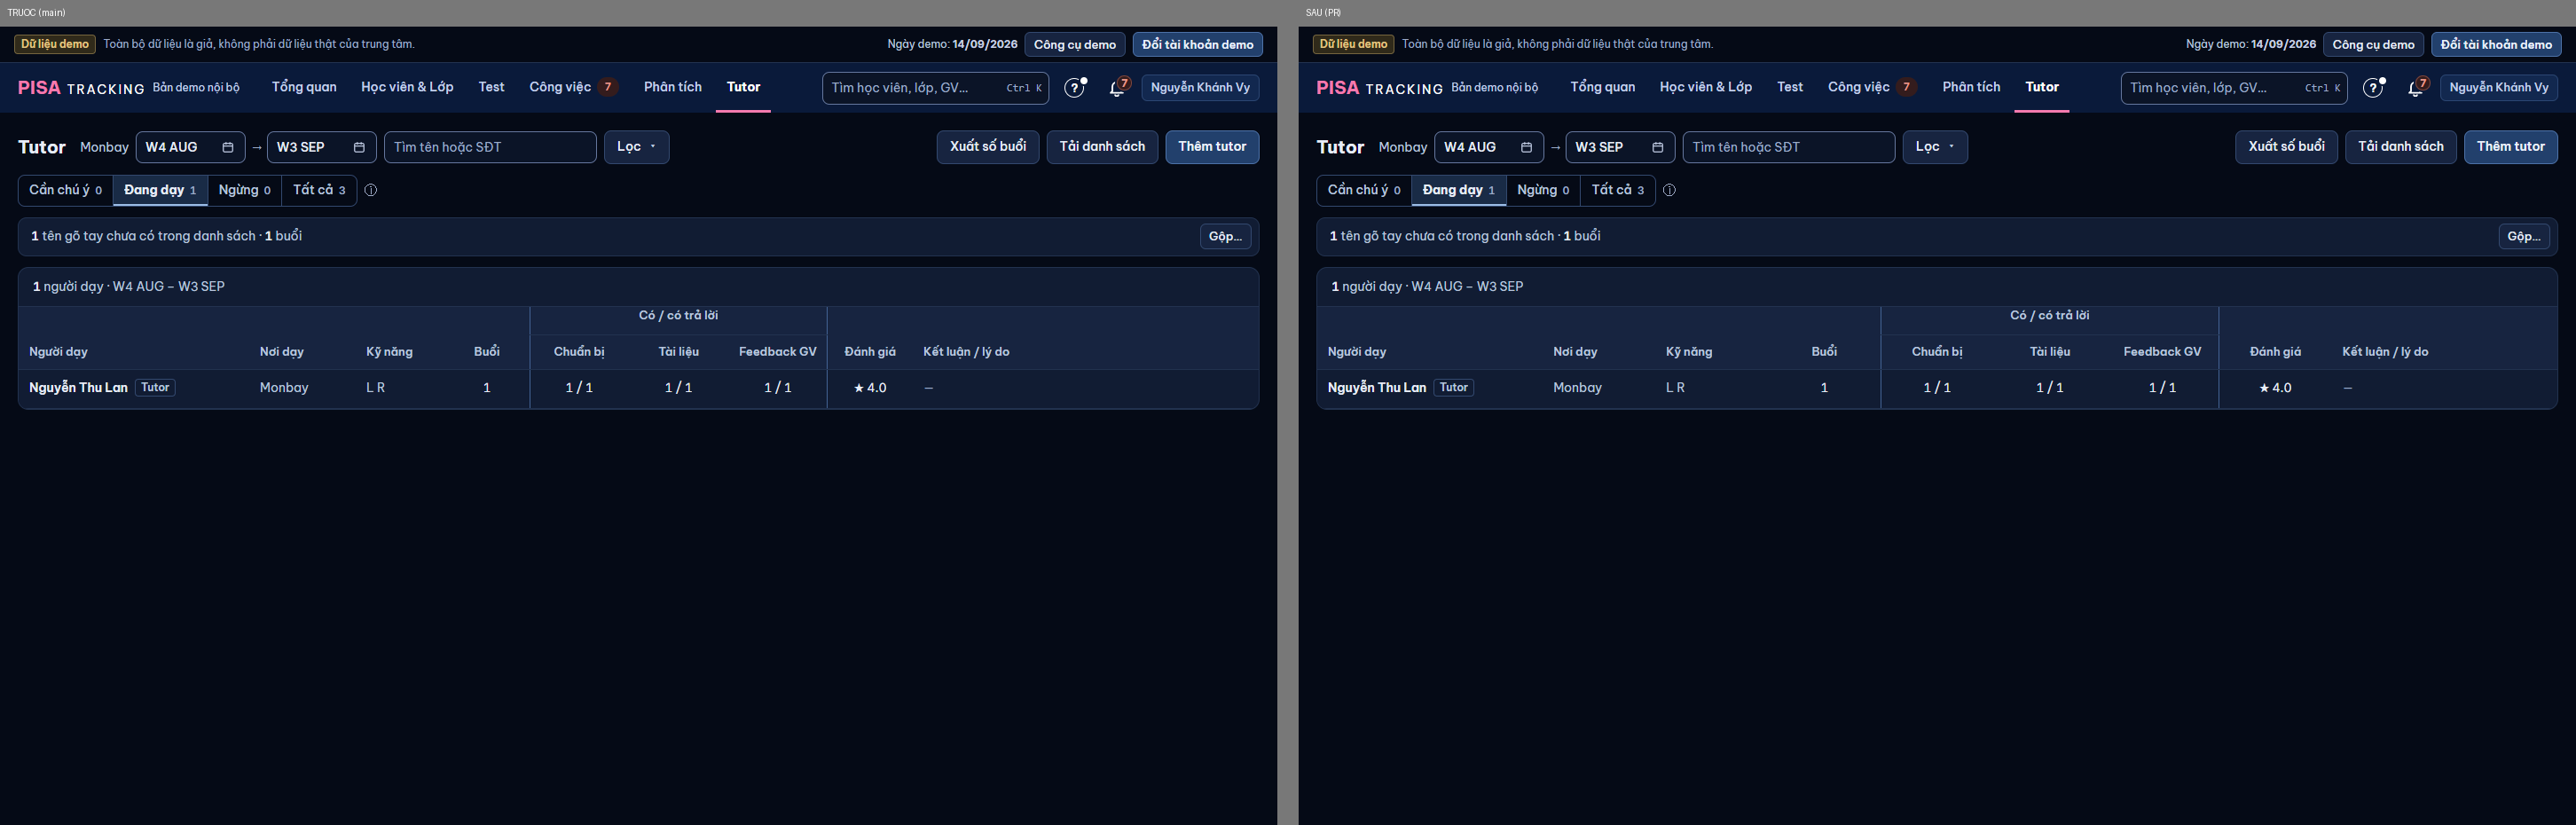 TRUOC (main)
Dữ liệu demo Toàn bộ dữ liệu là giả, không phải dữ liệu thật của trung tâm. Ngày demo: 14/09/2026 Công cụ demo Đổi tài khoản demo
PISA TRACKING Bản demo nội bộ Tổng quan Học viên & Lớp Test Công việc 7 Phân tích Tutor Tìm học viên, lớp, GV... Ctrl K ? 7 Nguyễn Khánh Vy
Tutor Monbay W4 AUG → W3 SEP Tìm tên hoặc SĐT Lọc Xuất số buổi Tải danh sách Thêm tutor
Cần chú ý 0 Đang dạy 1 Ngừng 0 Tất cả 3 ⓘ
1 tên gõ tay chưa có trong danh sách · 1 buổi Gộp...
1 người dạy · W4 AUG – W3 SEP
Có / có trả lời
Người dạy Nơi dạy Kỹ năng Buổi Chuẩn bị Tài liệu Feedback GV Đánh giá Kết luận / lý do
Nguyễn Thu Lan Tutor Monbay L R 1 1 / 1 1 / 1 1 / 1 ★ 4.0 —
SAU (PR)
Dữ liệu demo Toàn bộ dữ liệu là giả, không phải dữ liệu thật của trung tâm. Ngày demo: 14/09/2026 Công cụ demo Đổi tài khoản demo
PISA TRACKING Bản demo nội bộ Tổng quan Học viên & Lớp Test Công việc 7 Phân tích Tutor Tìm học viên, lớp, GV... Ctrl K ? 7 Nguyễn Khánh Vy
Tutor Monbay W4 AUG → W3 SEP Tìm tên hoặc SĐT Lọc Xuất số buổi Tải danh sách Thêm tutor
Cần chú ý 0 Đang dạy 1 Ngừng 0 Tất cả 3 ⓘ
1 tên gõ tay chưa có trong danh sách · 1 buổi Gộp...
1 người dạy · W4 AUG – W3 SEP
Có / có trả lời
Người dạy Nơi dạy Kỹ năng Buổi Chuẩn bị Tài liệu Feedback GV Đánh giá Kết luận / lý do
Nguyễn Thu Lan Tutor Monbay L R 1 1 / 1 1 / 1 1 / 1 ★ 4.0 —